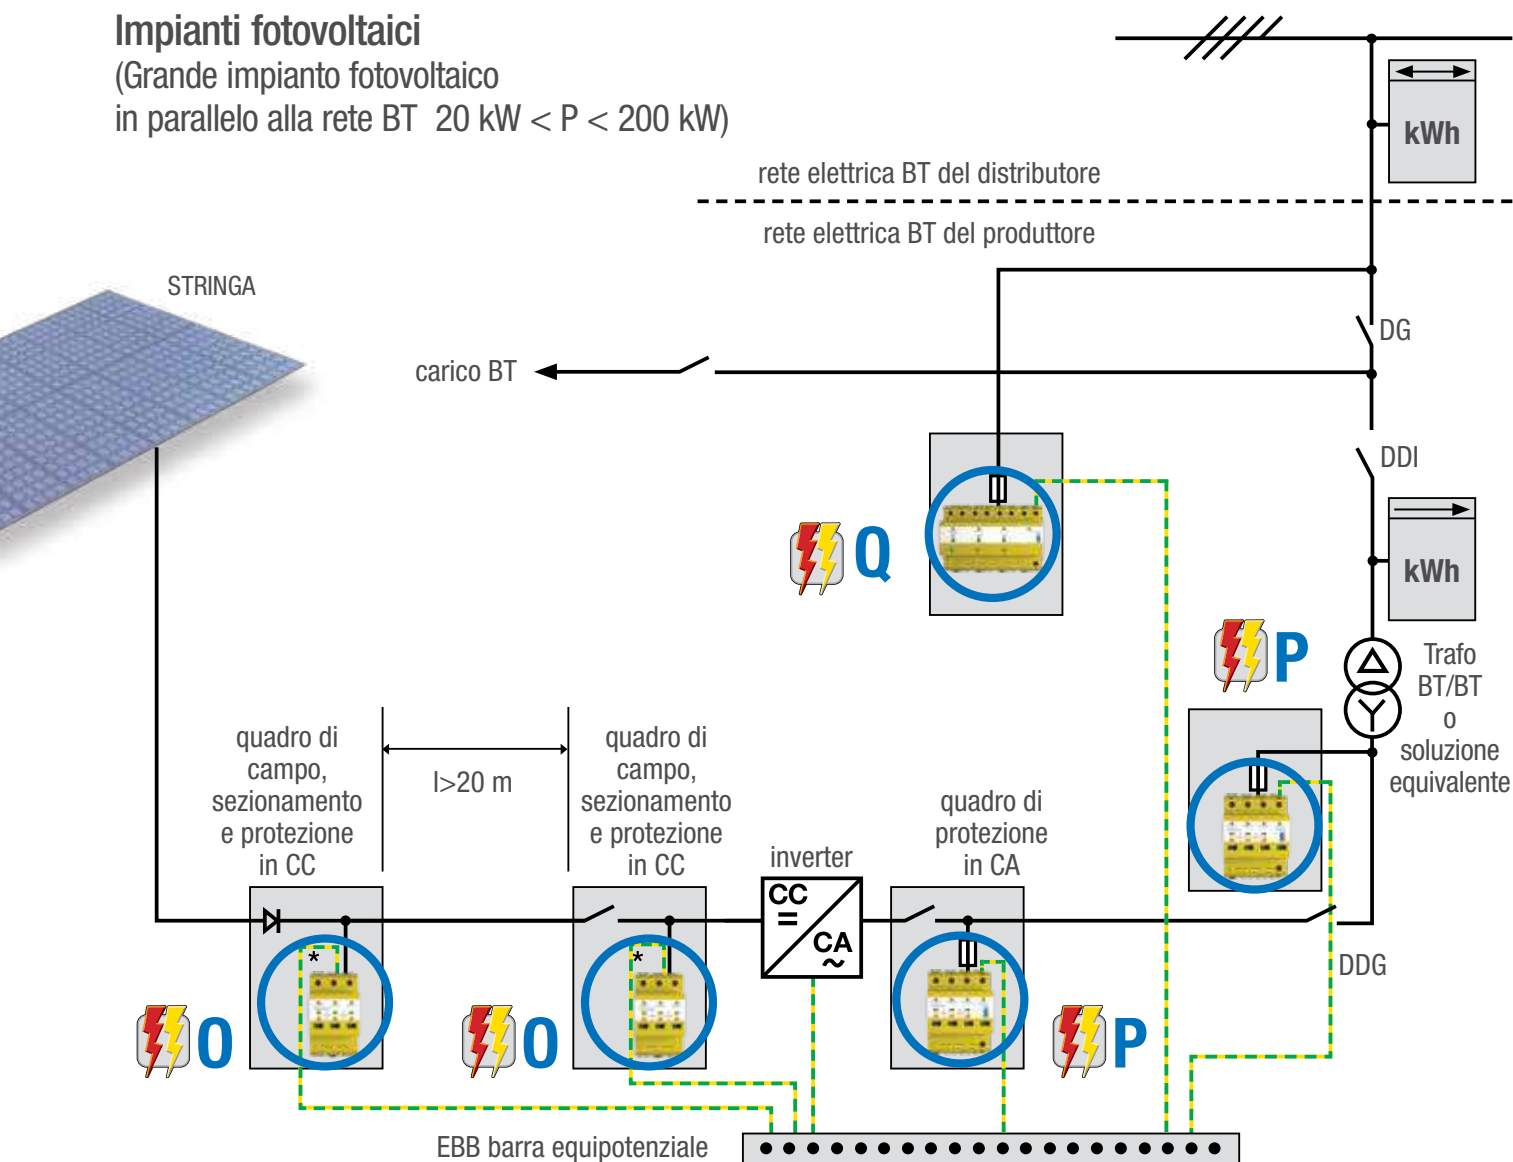 Impianti fotovoltaici
(Grande impianto fotovoltaico
in parallelo alla rete BT 20 kW < P < 200 kW)
kWh
rete elettrica BT del distributore
rete elettrica BT del produttore
STRINGA
DG
carico BT
DDI
Q
kWh
P
Trafo
BT/BT
o
soluzione
equivalente
quadro di
campo,
sezionamento
e protezione
in CC
l>20 m
quadro di
campo,
sezionamento
e protezione
in CC
inverter
quadro di
protezione
in CA
CC
=
CA
~
*
*
DDG
O
O
P
EBB barra equipotenziale